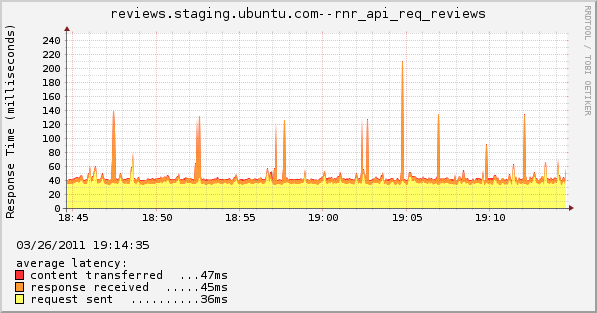 reviews.staging.ubuntu.com--rnr_api_req_reviews
RRDTOOL / TOBI OETIKER
Response Time (milliseconds)
240
220
200
180
160
140
120
100
80
60
40
20
0
18:45 18:50 18:55 19:00 19:05 19:10
03/26/2011 19:14:35
average latency:
content transferred ...47ms
response received .....45ms
request sent ..........36ms